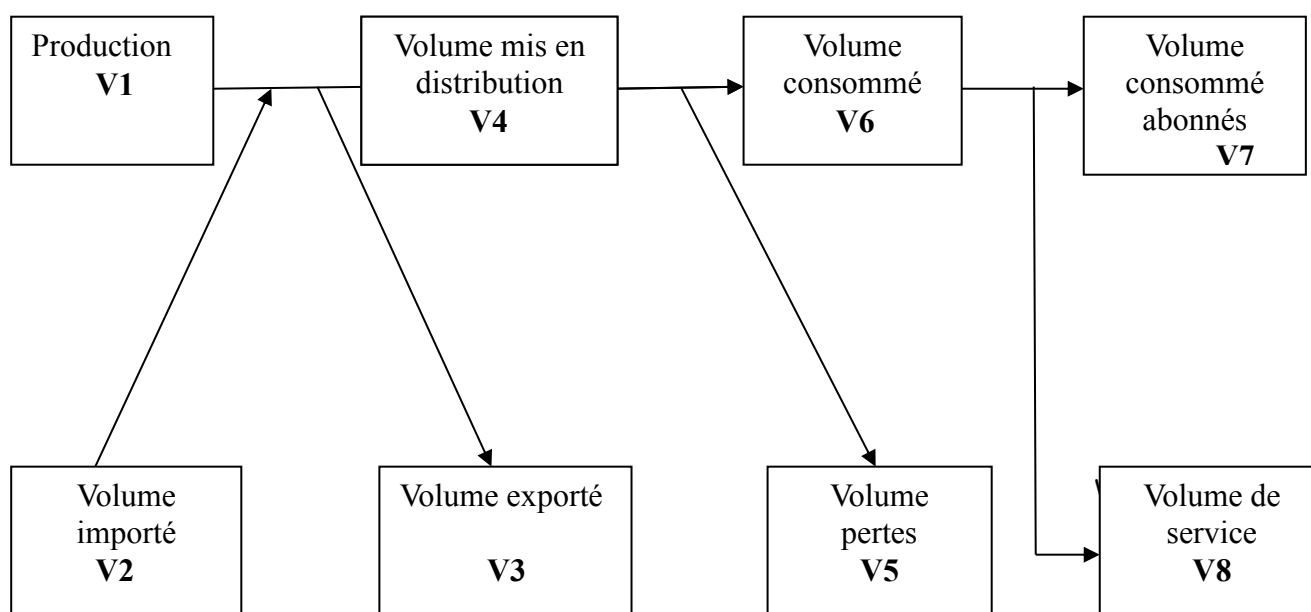 Production
V1
Volume mis en
distribution
V4
Volume
consommé
V6
Volume
consommé
abonnés
V7
Volume
importé
V2
Volume exporté
V3
Volume
pertes
V5
Volume de
service
V8